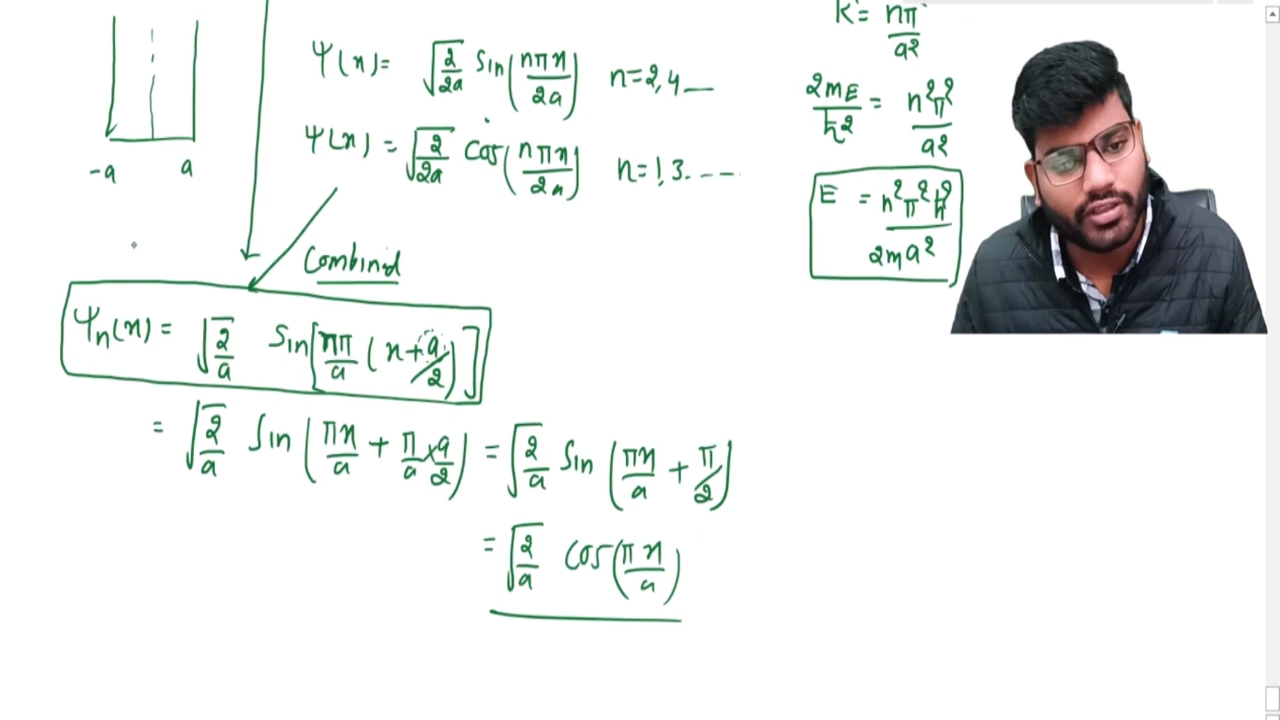 ψ(x) = √(2/2a) Sin(nπx/2a) n=2,4—
ψ(x) = √(2/2a) Cos(nπx/2a) n=1,3.---
-a a
Combined
ψn(x) = √(2/a) Sin[nπ/a (x+a/2)]
= √(2/a) Sin(πx/a + π/a × a/2) = √(2/a) Sin(πx/a + π/2)
= √(2/a) Cos(πx/a)
K = nπ/a²
2mE/ħ² = n²π²/a²
E = n²π²ħ²/2ma²